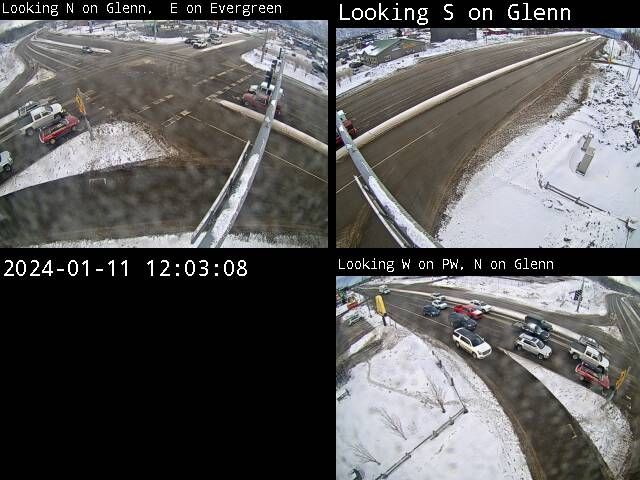 Looking N on Glenn,  E on Evergreen
Looking S on Glenn
2024-01-11 12:03:08
Looking W on PW, N on Glenn